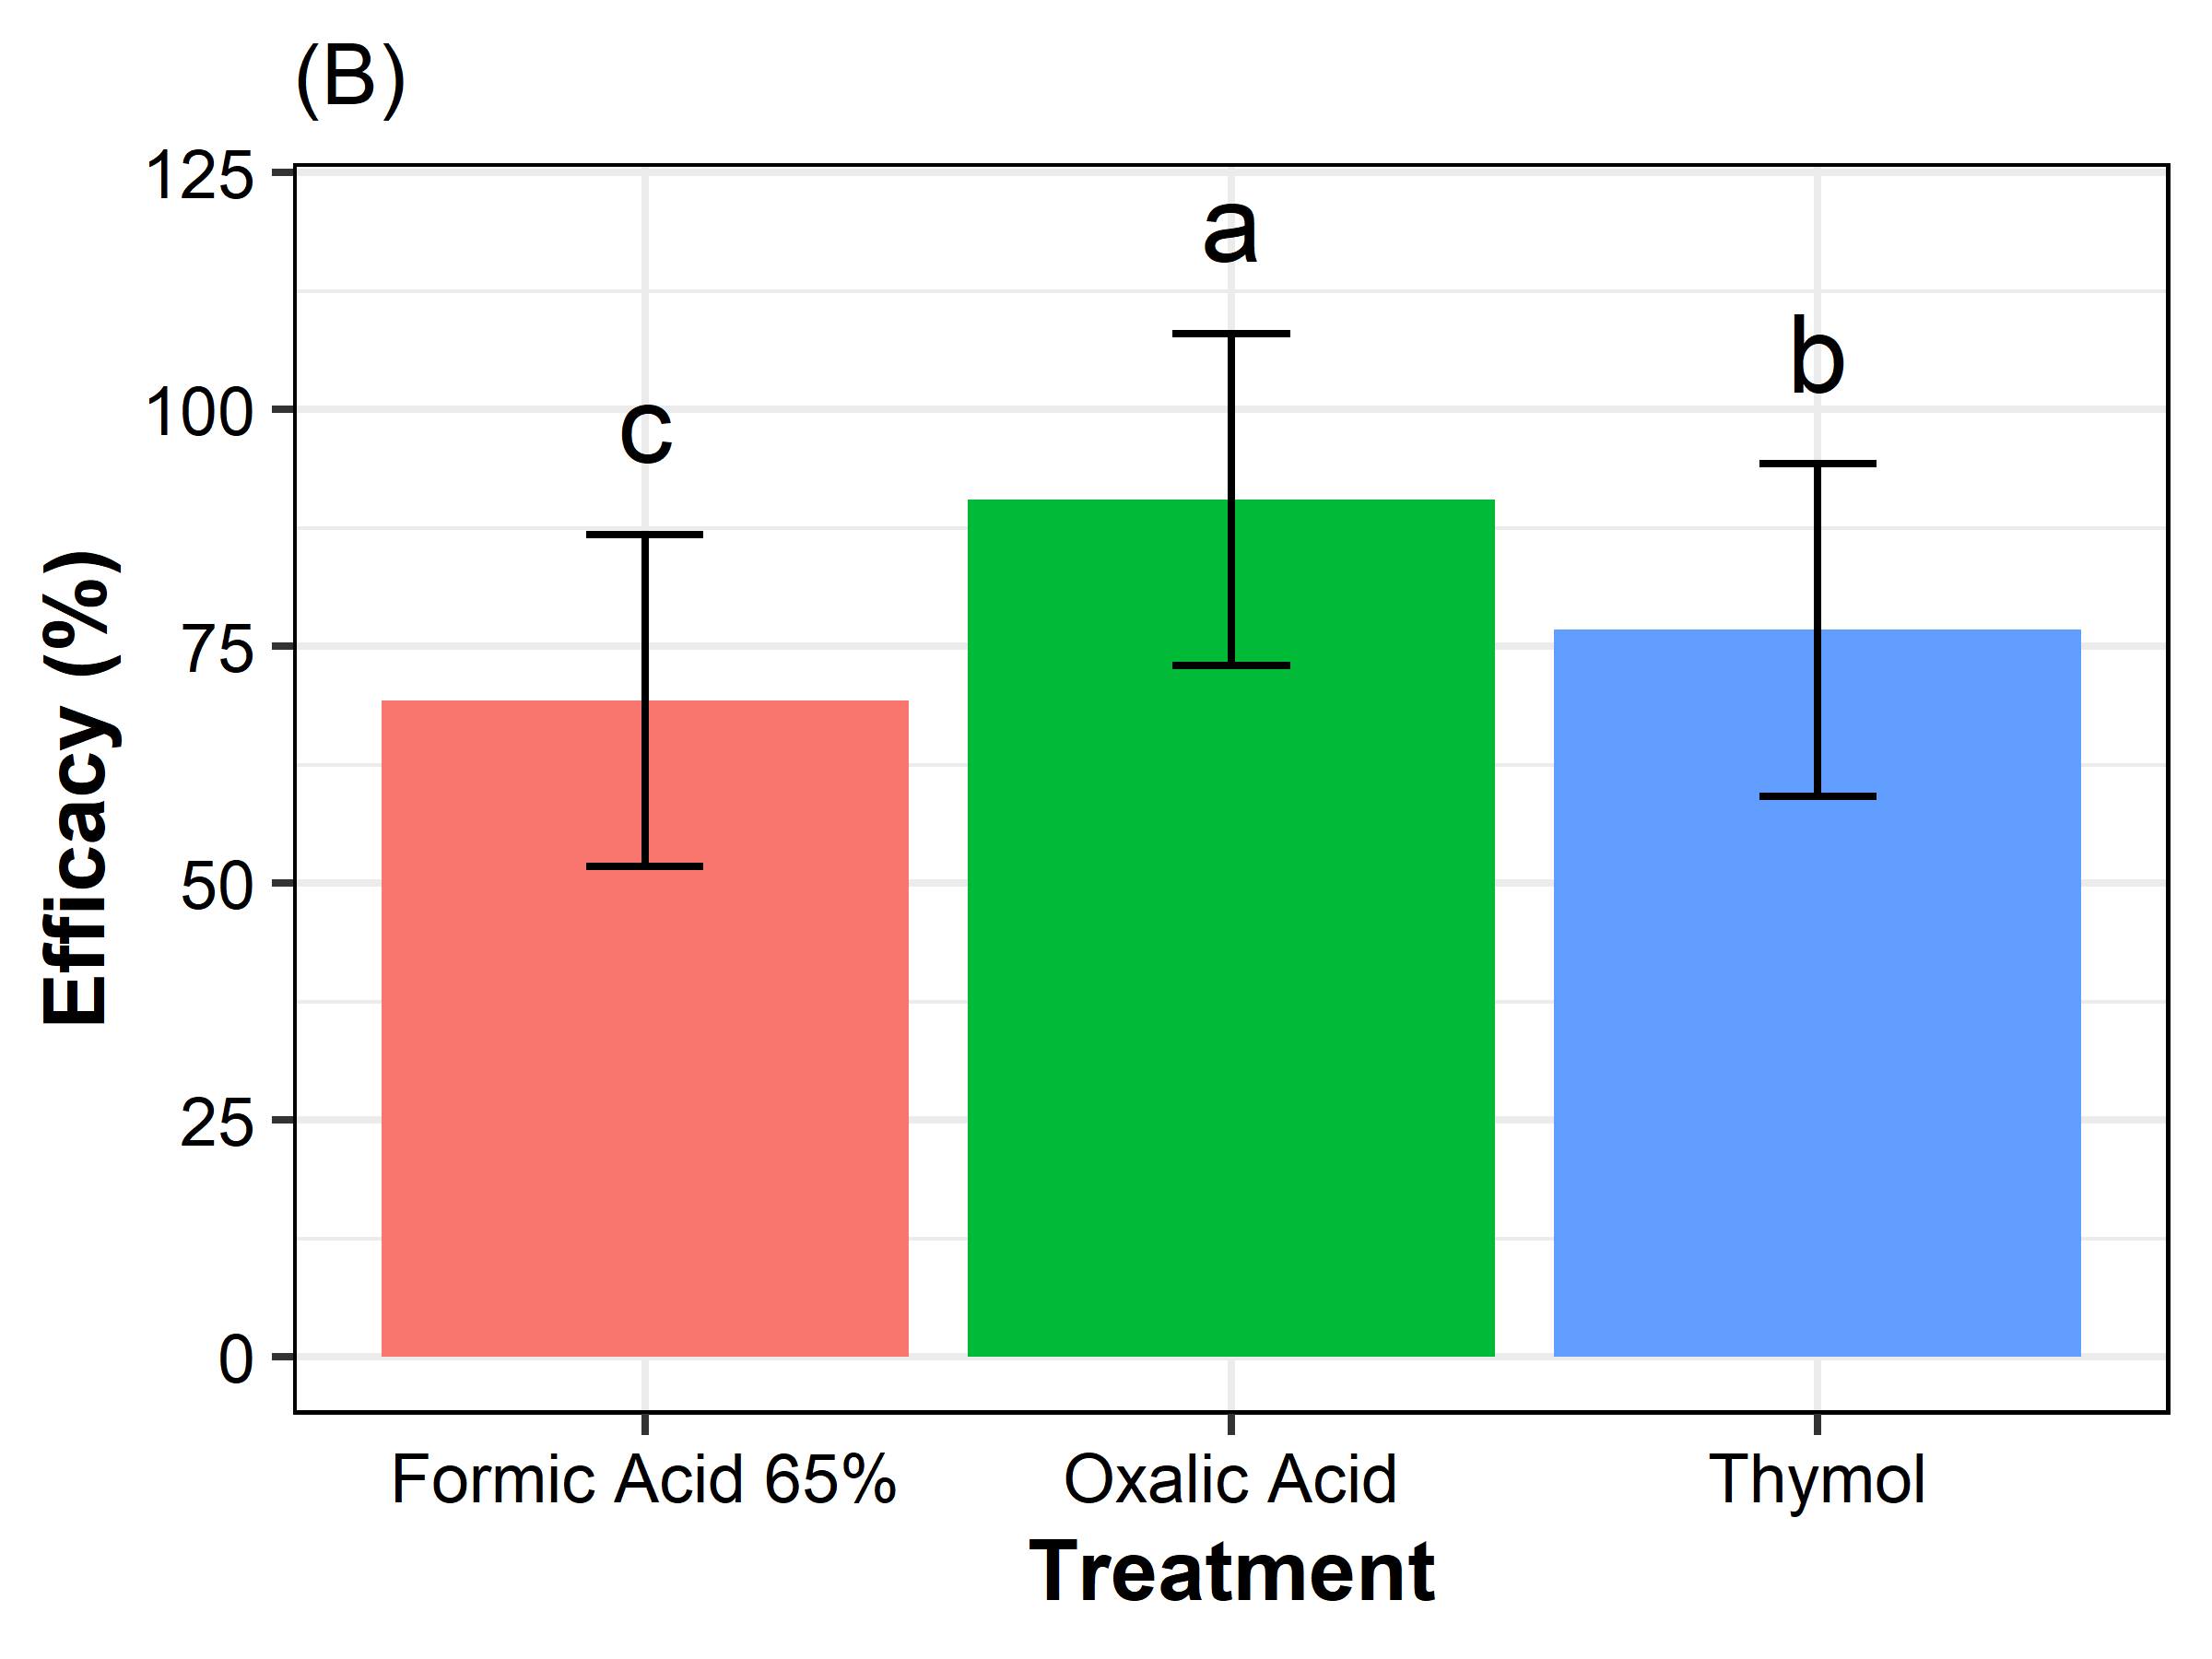 (B)
125
a
b
100
c
75
50
25
0
Efficacy (%)
Formic Acid 65% Oxalic Acid Thymol
Treatment